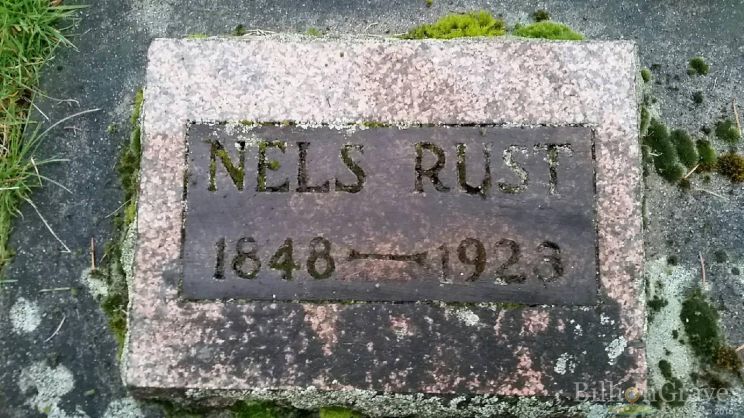 NELS RUST
1848 — 1923
BillionGraves